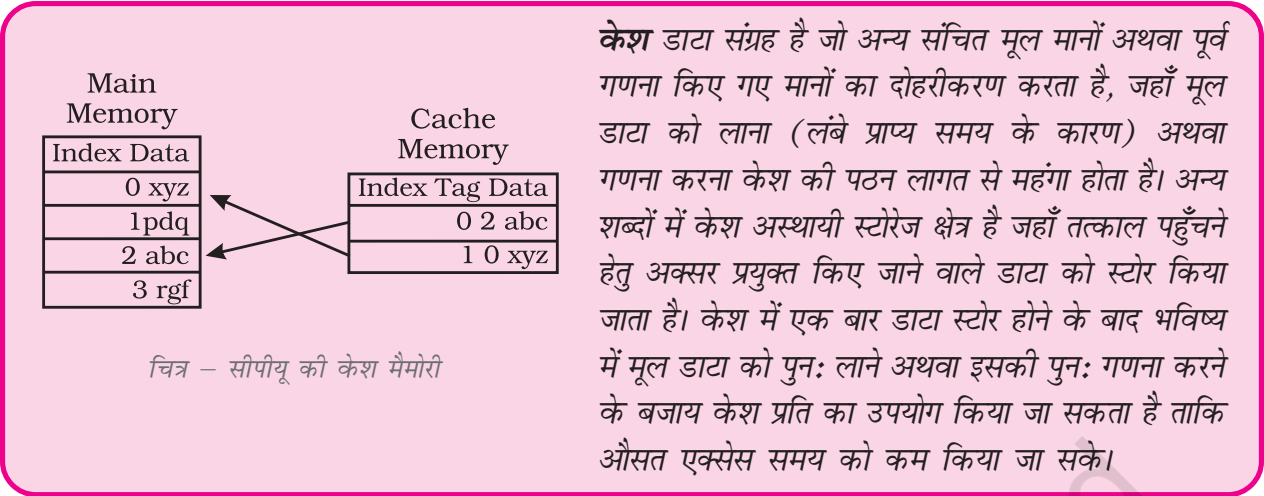 Main
Memory
Index Data
0 xyz
1pdq
2 abc
3 rgf
Cache
Memory
Index Tag Data
0 2 abc
1 0 xyz
चित्र – सीपीयू की केश मैमोरी
केश डाटा संग्रह है जो अन्य संचित मूल मानों अथवा पूर्व
गणना किए गए मानों का दोहरीकरण करता है, जहाँ मूल
डाटा को लाना (लंबे प्राप्य समय के कारण) अथवा
गणना करना केश की पठन लागत से महंगा होता है। अन्य
शब्दों में केश अस्थायी स्टोरेज क्षेत्र है जहाँ तत्काल पहुँचने
हेतु अक्सर प्रयुक्त किए जाने वाले डाटा को स्टोर किया
जाता है। केश में एक बार डाटा स्टोर होने के बाद भविष्य
में मूल डाटा को पुन: लाने अथवा इसकी पुन: गणना करने
के बजाय केश प्रति का उपयोग किया जा सकता है ताकि
औसत एक्सेस समय को कम किया जा सके।